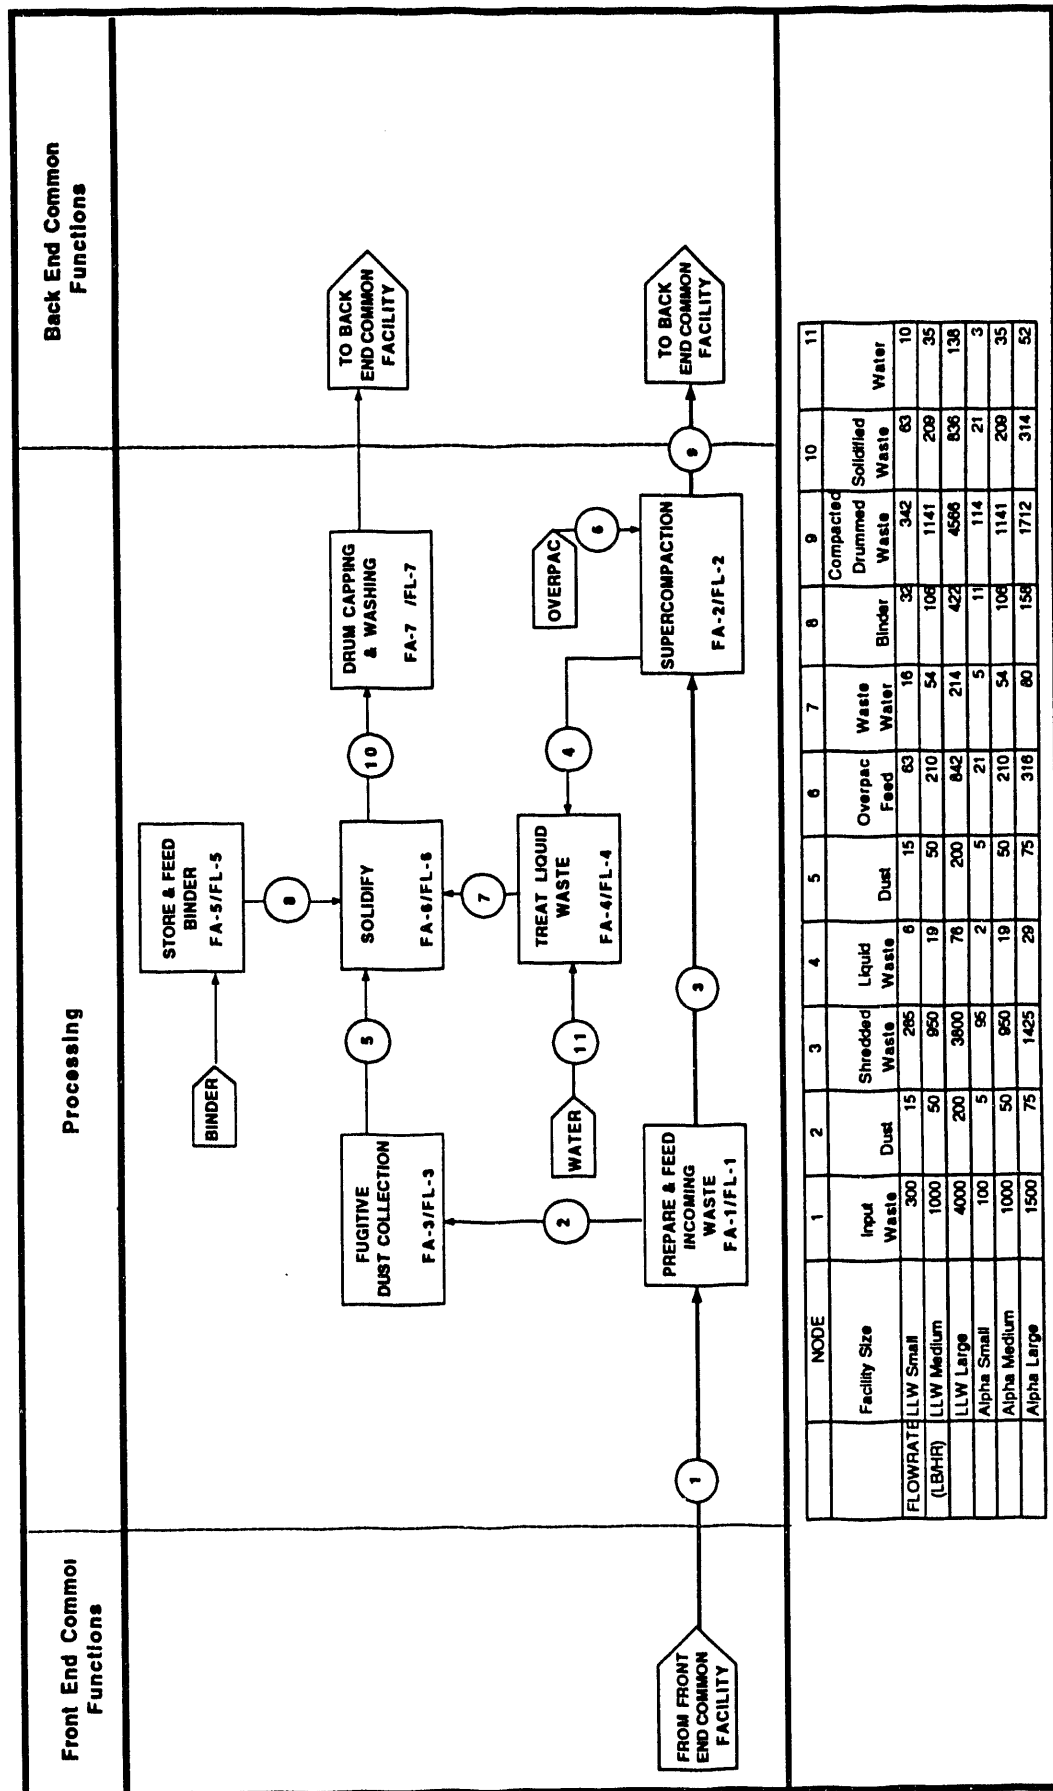 Front End Commoı
Functions
Processing
Back End Common
Functions
STORE & FEED
BINDER
FA-5/FL-5
BINDER
8
FUGITIVE
DUST COLLECTION
FA-3/FL-3
5
SOLIDIFY
FA-6/FL-6
10
DRUM CAPPING
& WASHING
FA-7 /FL-7
TO BACK
END COMMON
FACILITY
2
7
WATER
11
TREAT LIQUID
WASTE
FA-4/FL-4
4
OVERPAC
6
FROM FRONT
END COMMON
FACILITY
1
PREPARE & FEED
INCOMING
WASTE
FA-1/FL-1
3
SUPERCOMPACTION
FA-2/FL-2
9
TO BACK
END COMMON
FACILITY
NODE 1 2 3 4 5 6 7 8 9 10 11
Compacted
Facility Size Input Dust Shredded Liquid Dust Overpac Waste Binder Drummed Solidified Water
Waste Waste Waste Feed Water Waste Waste
FLOWRATE LLW Small 300 15 285 6 15 63 16 32 342 63 10
(LB/HR) LLW Medium 1000 50 950 19 50 210 54 106 1141 209 35
LLW Large 4000 200 3800 76 200 842 214 422 4566 836 138
Alpha Small 100 5 95 2 5 21 5 11 114 21 3
Alpha Medium 1000 50 950 19 50 210 54 106 1141 209 35
Alpha Large 1500 75 1425 29 75 316 80 158 1712 314 52